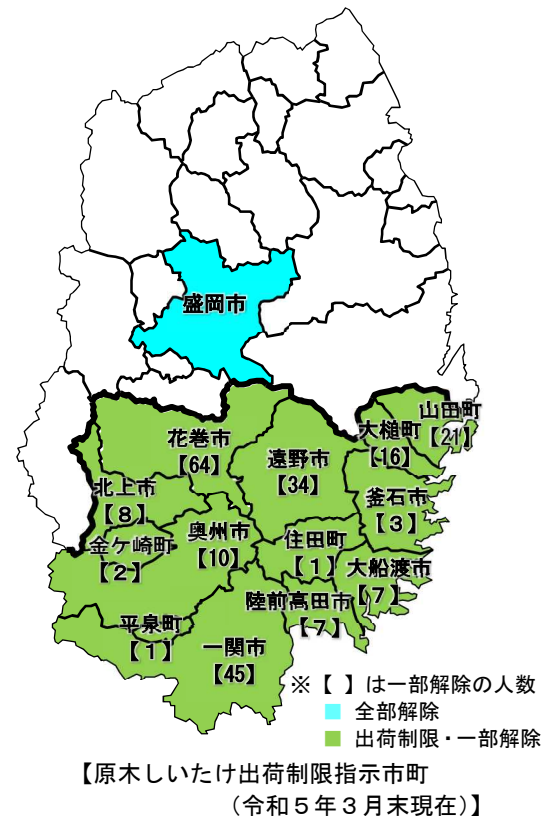 盛岡市
山田町
【21】
大槌町
【16】
花巻市
【64】
遠野市
【34】
北上市
【8】
釜石市
【3】
奥州市
【10】
金ケ崎町
【2】
住田町
【1】
大船渡市
【7】
陸前高田市
【7】
平泉町
【1】
一関市
【45】
※【 】は一部解除の人数
全部解除
出荷制限・一部解除
【原木しいたけ出荷制限指示市町
（令和５年３月末現在）】